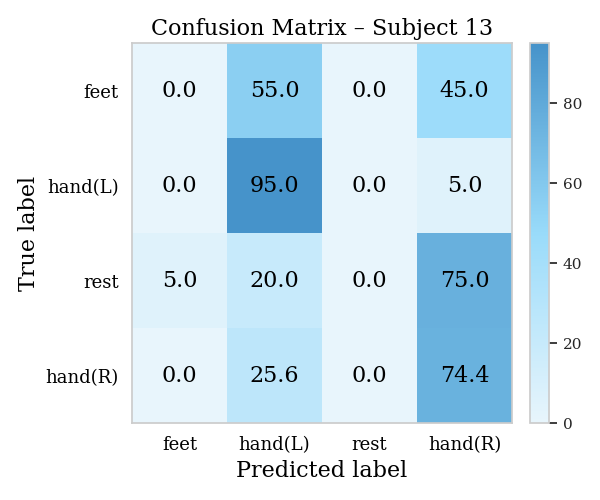 Confusion Matrix – Subject 13
feet 0.0 55.0 0.0 45.0
hand(L) 0.0 95.0 0.0 5.0
rest 5.0 20.0 0.0 75.0
hand(R) 0.0 25.6 0.0 74.4
feet hand(L) rest hand(R)
Predicted label
True label
80
60
40
20
0